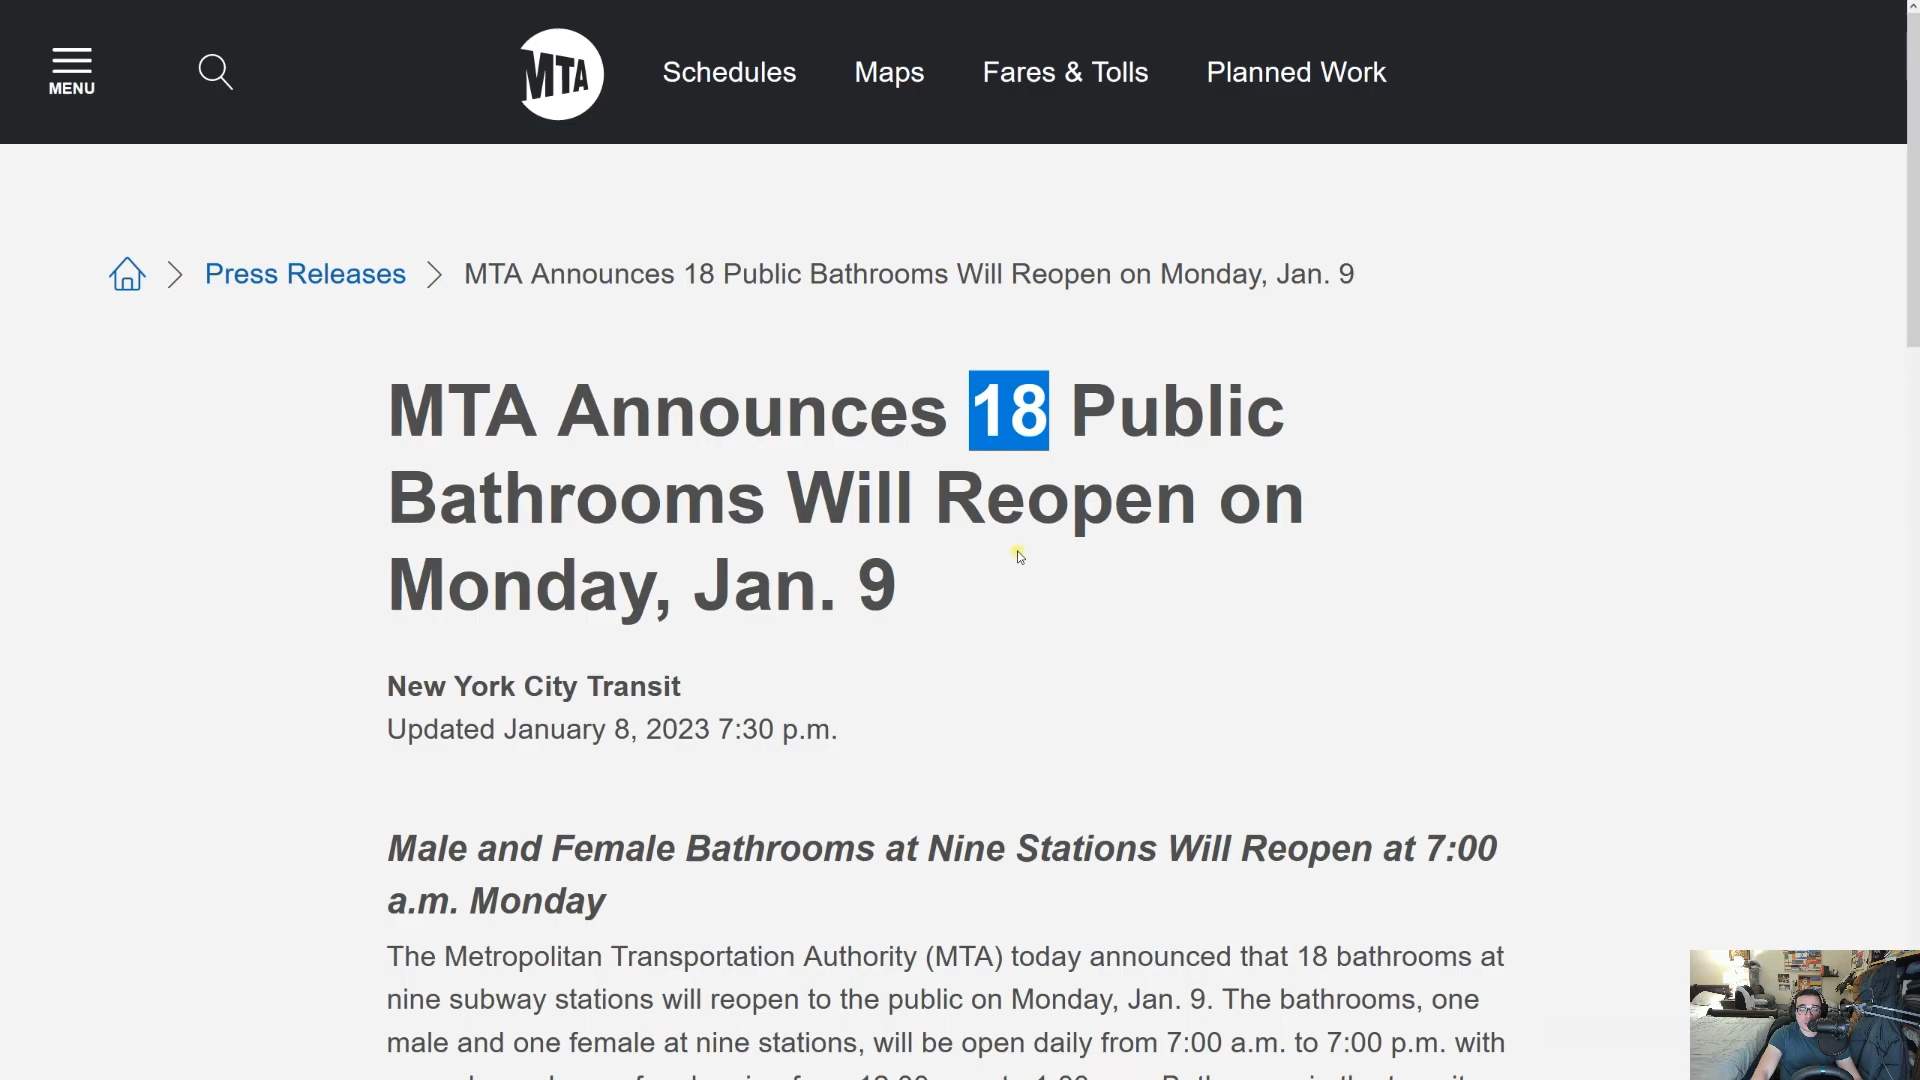 MENU
MTA
Schedules
Maps
Fares & Tolls
Planned Work
Press Releases
MTA Announces 18 Public Bathrooms Will Reopen on Monday, Jan. 9
MTA Announces 18 Public
Bathrooms Will Reopen on
Monday, Jan. 9
New York City Transit
Updated January 8, 2023 7:30 p.m.
Male and Female Bathrooms at Nine Stations Will Reopen at 7:00
a.m. Monday
The Metropolitan Transportation Authority (MTA) today announced that 18 bathrooms at
nine subway stations will reopen to the public on Monday, Jan. 9. The bathrooms, one
male and one female at nine stations, will be open daily from 7:00 a.m. to 7:00 p.m. with